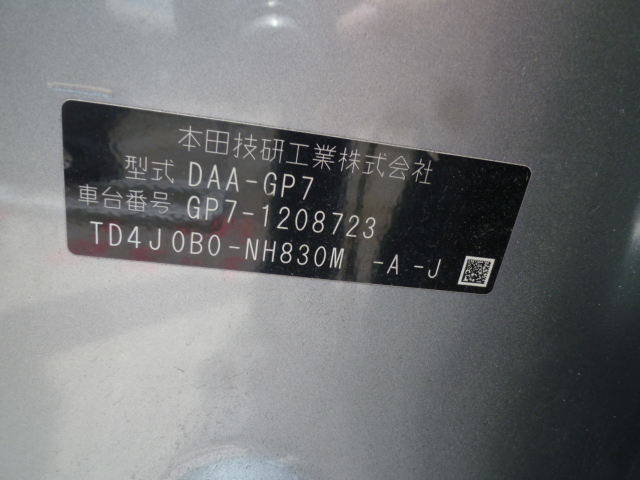 本田技研工業株式会社
型式 DAA-GP7
車台番号 GP7-1208723
TD4J0B0-NH830M -A -J